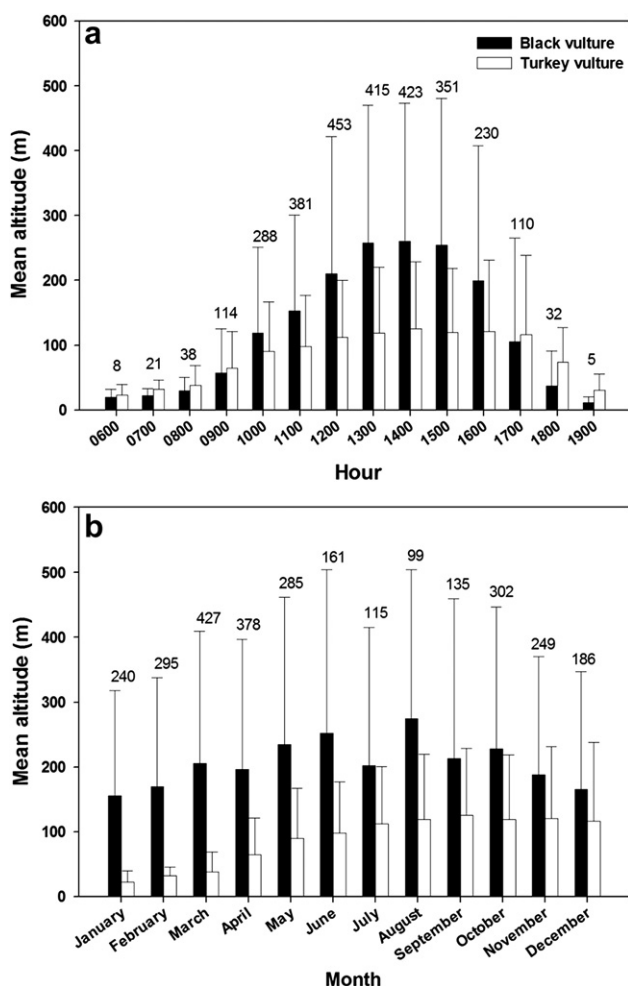 a
Black vulture
Turkey vulture
Mean altitude (m)
600
500
400
300
200
100
0
8
21
38
114
288
381
453
415
423
351
230
110
32
5
0600
0700
0800
0900
1000
1100
1200
1300
1400
1500
1600
1700
1800
1900
Hour
b
Mean altitude (m)
600
500
400
300
200
100
0
240
295
427
378
285
161
115
99
135
302
249
186
January
February
March
April
May
June
July
August
September
October
November
December
Month